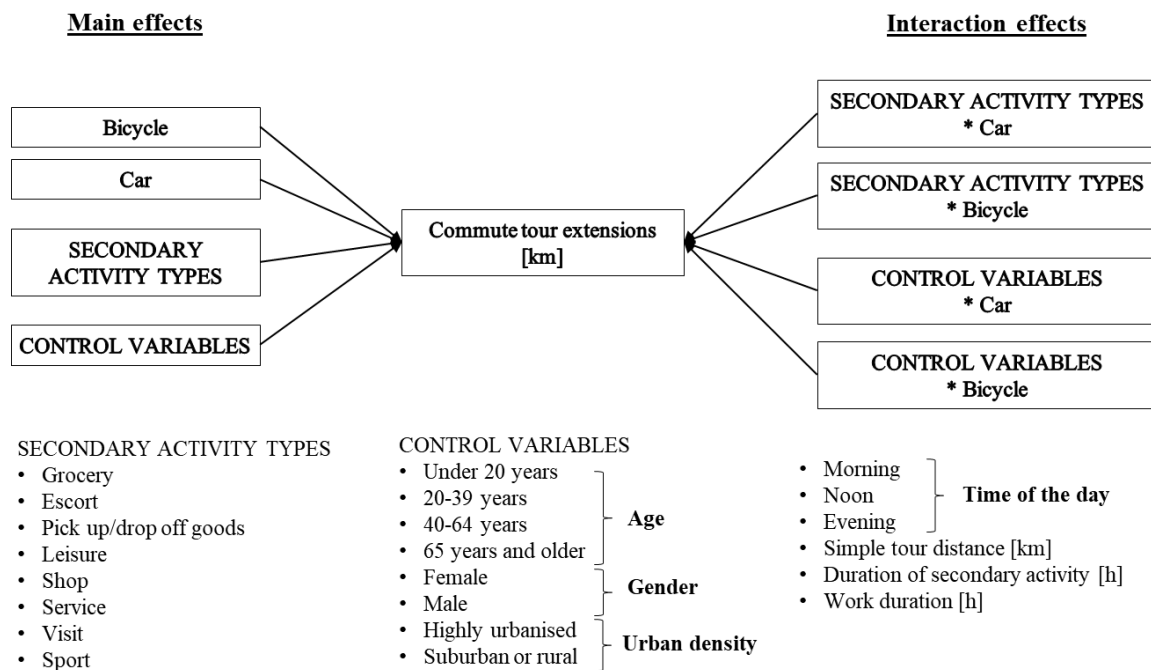 Main effects
Interaction effects
Bicycle
Car
SECONDARY
ACTIVITY TYPES
CONTROL VARIABLES
Commute tour extensions
[km]
SECONDARY ACTIVITY TYPES
* Car
SECONDARY ACTIVITY TYPES
* Bicycle
CONTROL VARIABLES
* Car
CONTROL VARIABLES
* Bicycle
SECONDARY ACTIVITY TYPES
• Grocery
• Escort
• Pick up/drop off goods
• Leisure
• Shop
• Service
• Visit
• Sport
CONTROL VARIABLES
• Under 20 years
• 20-39 years
• 40-64 years
• 65 years and older
Age
• Female
• Male
Gender
• Highly urbanised
• Suburban or rural
Urban density
• Morning
• Noon
• Evening
Time of the day
• Simple tour distance [km]
• Duration of secondary activity [h]
• Work duration [h]